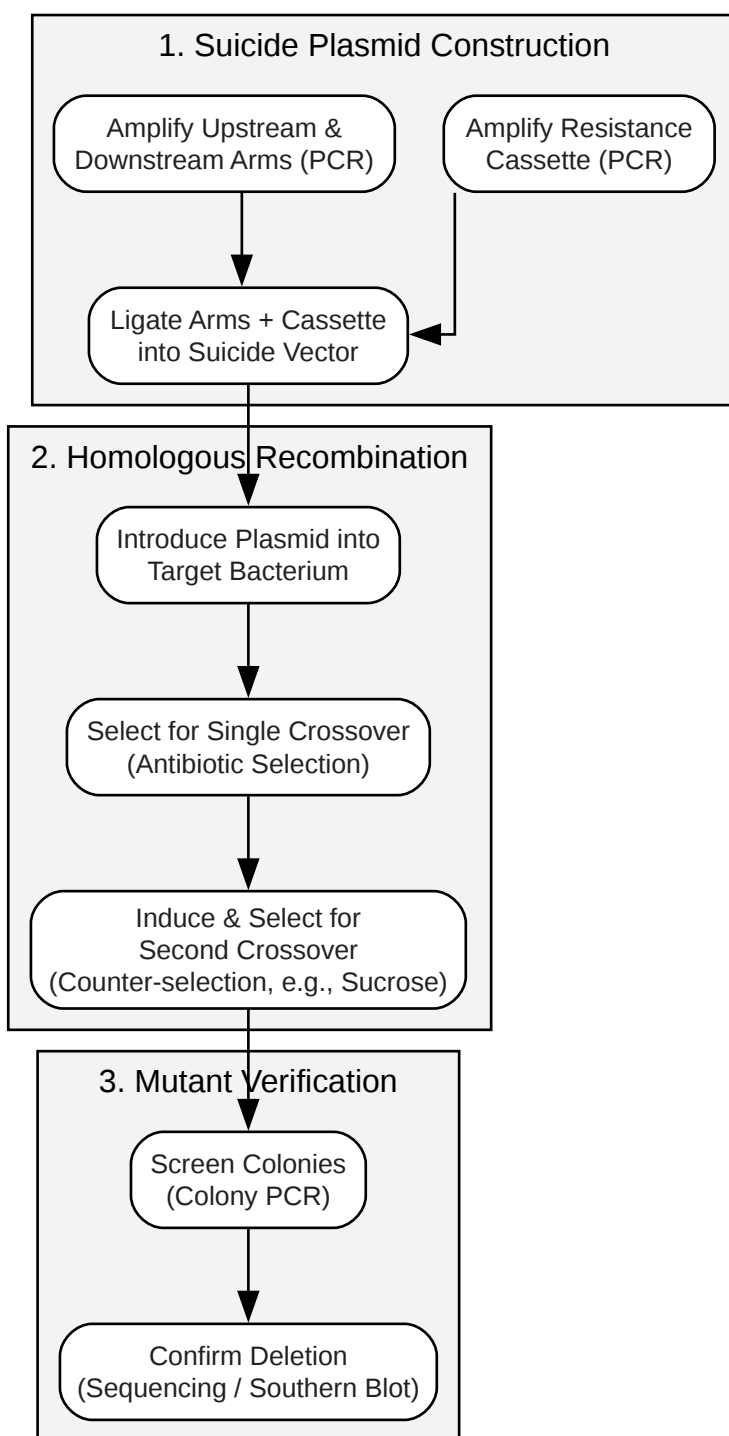 1. Suicide Plasmid Construction
Amplify Upstream &
Downstream Arms (PCR)
Amplify Resistance
Cassette (PCR)
Ligate Arms + Cassette
into Suicide Vector
2. Homologous Recombination
Introduce Plasmid into
Target Bacterium
Select for Single Crossover
(Antibiotic Selection)
Induce & Select for
Second Crossover
(Counter-selection, e.g., Sucrose)
3. Mutant Verification
Screen Colonies
(Colony PCR)
Confirm Deletion
(Sequencing / Southern Blot)